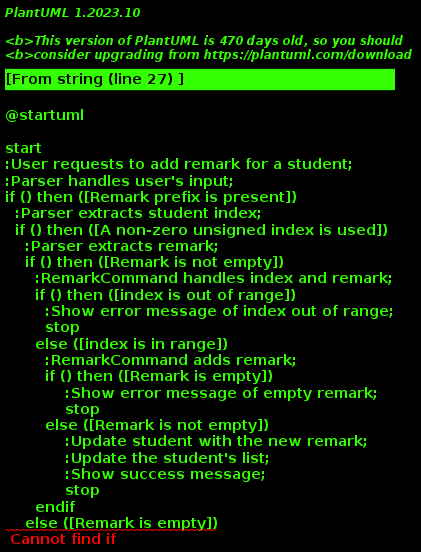 PlantUML 1.2023.10
<b>This version of PlantUML is 470 days old, so you should
<b>consider upgrading from https://plantuml.com/download
[From string (line 27) ]
@startuml
start
:User requests to add remark for a student;
:Parser handles user's input;
if () then ([Remark prefix is present])
:Parser extracts student index;
if () then ([A non-zero unsigned index is used])
:Parser extracts remark;
if () then ([Remark is not empty])
:RemarkCommand handles index and remark;
if () then ([index is out of range])
:Show error message of index out of range;
stop
else ([index is in range])
:RemarkCommand adds remark;
if () then ([Remark is empty])
:Show error message of empty remark;
stop
else ([Remark is not empty])
:Update student with the new remark;
:Update the student's list;
:Show success message;
stop
endif
else ([Remark is empty])
Cannot find if